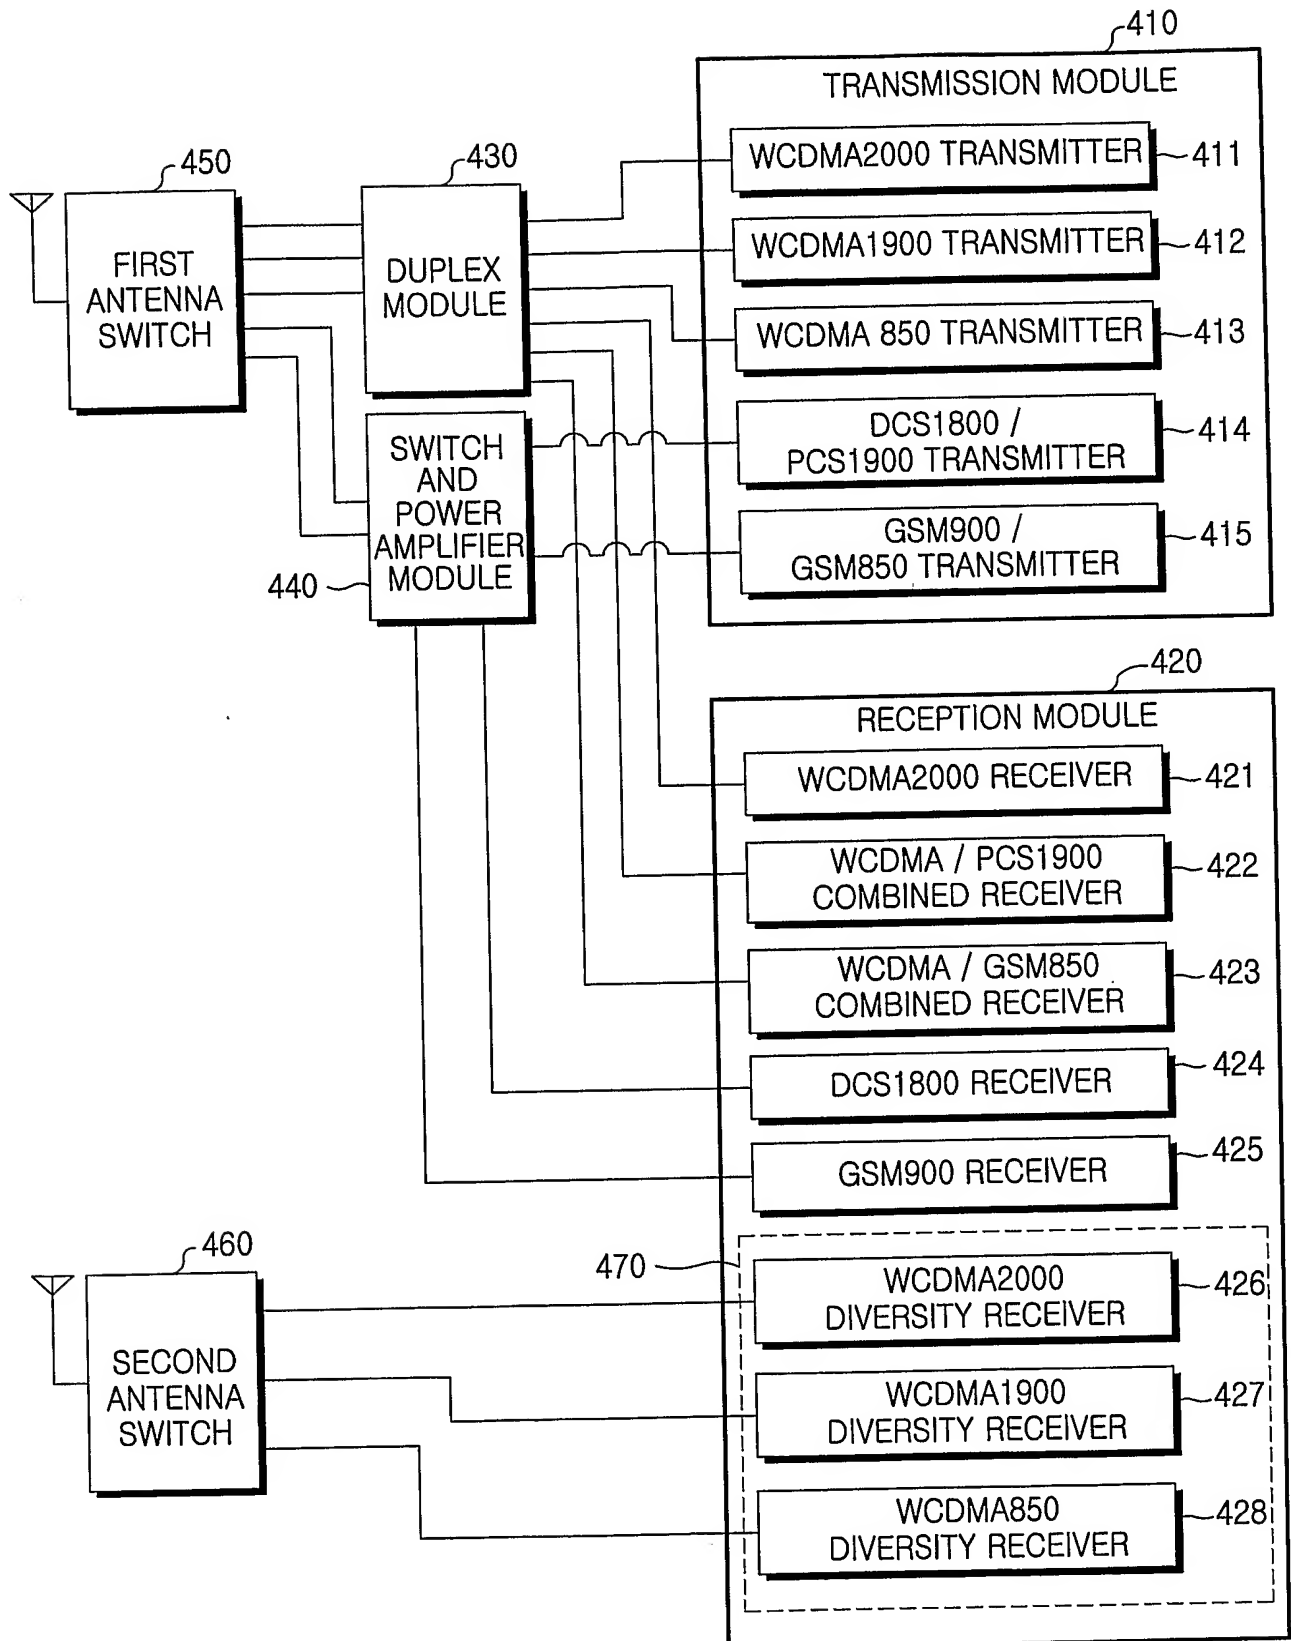 410
TRANSMISSION MODULE
WCDMA2000 TRANSMITTER
411
WCDMA1900 TRANSMITTER
412
WCDMA 850 TRANSMITTER
413
DCS1800 /
PCS1900 TRANSMITTER
414
GSM900 /
GSM850 TRANSMITTER
415
450
FIRST
ANTENNA
SWITCH
430
DUPLEX
MODULE
SWITCH
AND
POWER
AMPLIFIER
MODULE
440
420
RECEPTION MODULE
WCDMA2000 RECEIVER
421
WCDMA / PCS1900
COMBINED RECEIVER
422
WCDMA / GSM850
COMBINED RECEIVER
423
DCS1800 RECEIVER
424
GSM900 RECEIVER
425
470
WCDMA2000
DIVERSITY RECEIVER
426
WCDMA1900
DIVERSITY RECEIVER
427
WCDMA850
DIVERSITY RECEIVER
428
460
SECOND
ANTENNA
SWITCH